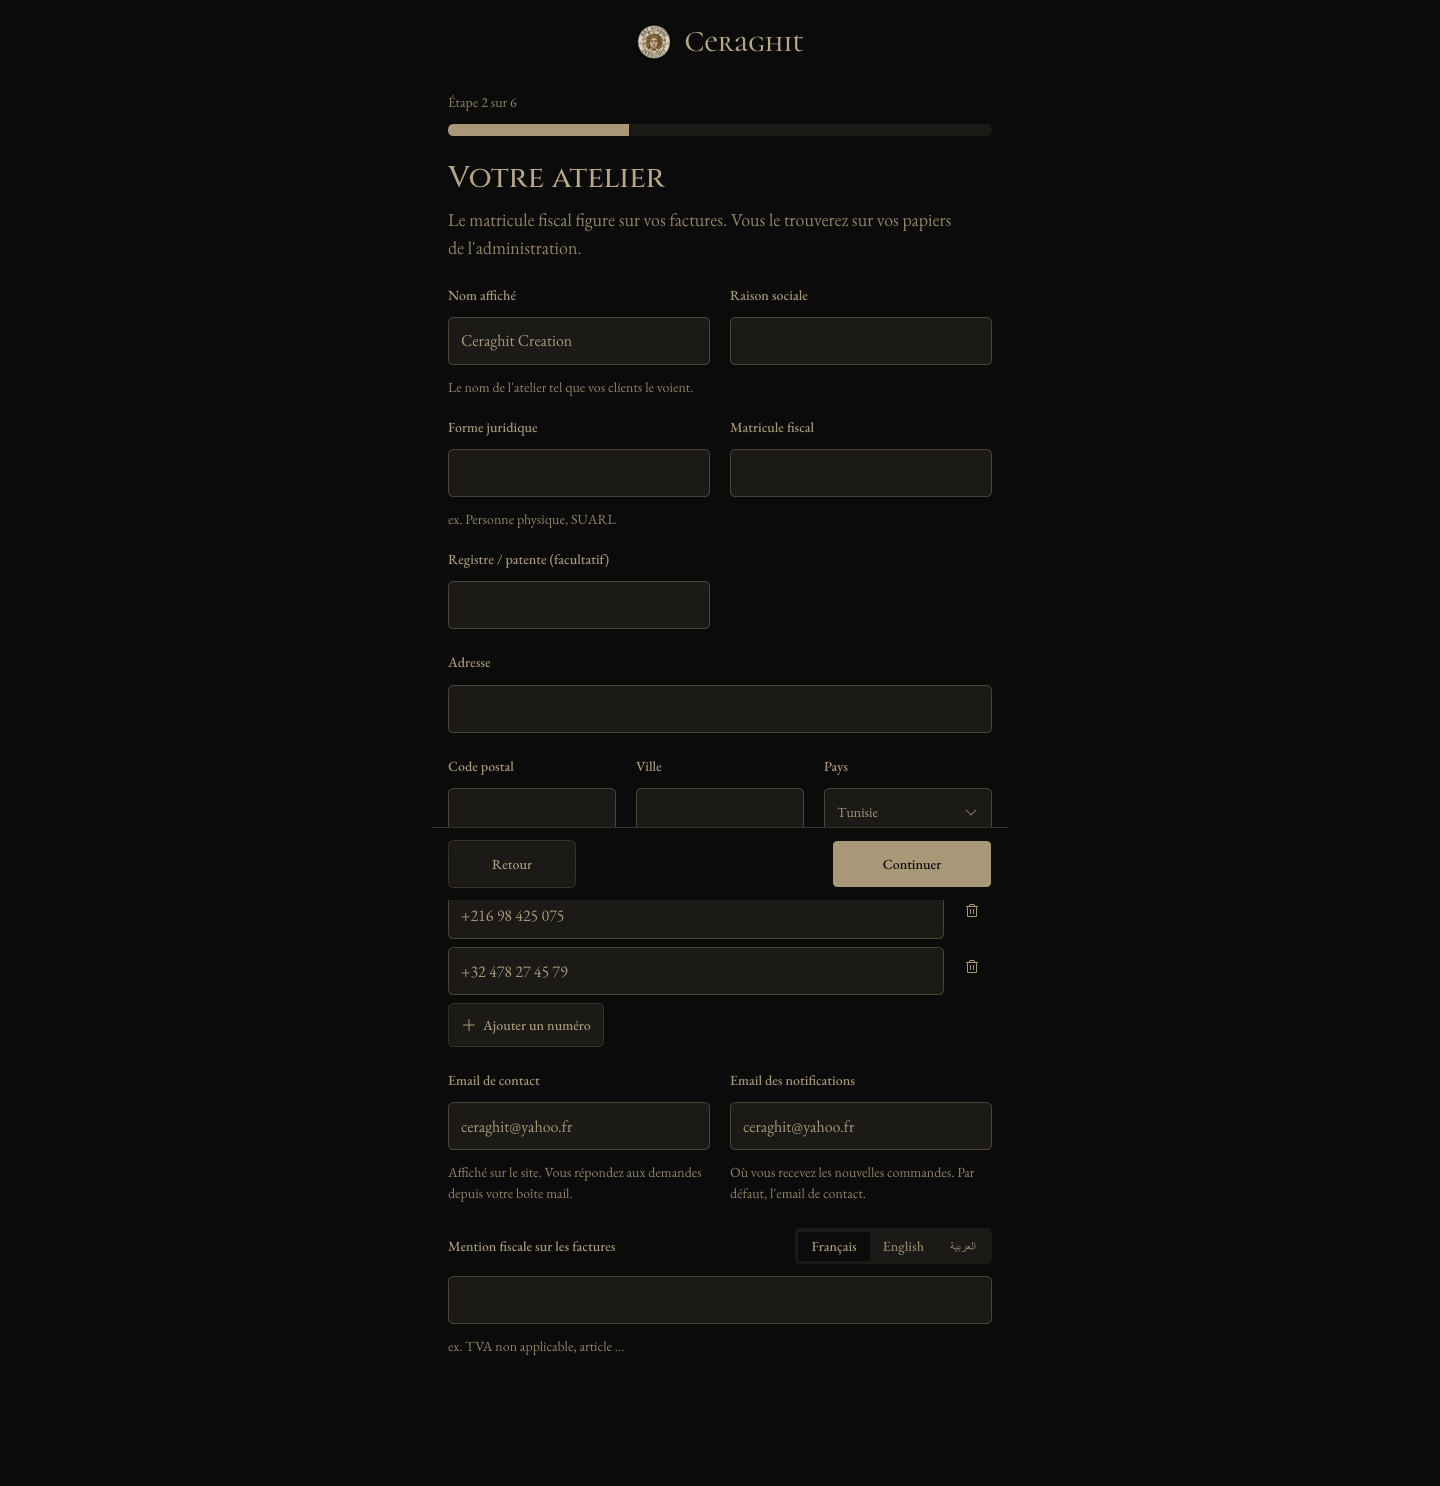 Ceraghit
Étape 2 sur 6
Votre atelier
Le matricule fiscal figure sur vos factures. Vous le trouverez sur vos papiers
de l'administration.
Nom affiché
Raison sociale
Ceraghit Creation
Le nom de l'atelier tel que vos clients le voient.
Forme juridique
Matricule fiscal
ex. Personne physique, SUARL
Registre / patente (facultatif)
Adresse
Code postal
Ville
Pays
Tunisie
Retour
Continuer
+216 98 425 075
+32 478 27 45 79
Ajouter un numéro
Email de contact
Email des notifications
ceraghit@yahoo.fr
ceraghit@yahoo.fr
Affiché sur le site. Vous répondez aux demandes
depuis votre boîte mail.
Où vous recevez les nouvelles commandes. Par
défaut, l'email de contact.
Mention fiscale sur les factures
Français
English
العربية
ex. TVA non applicable, article ...